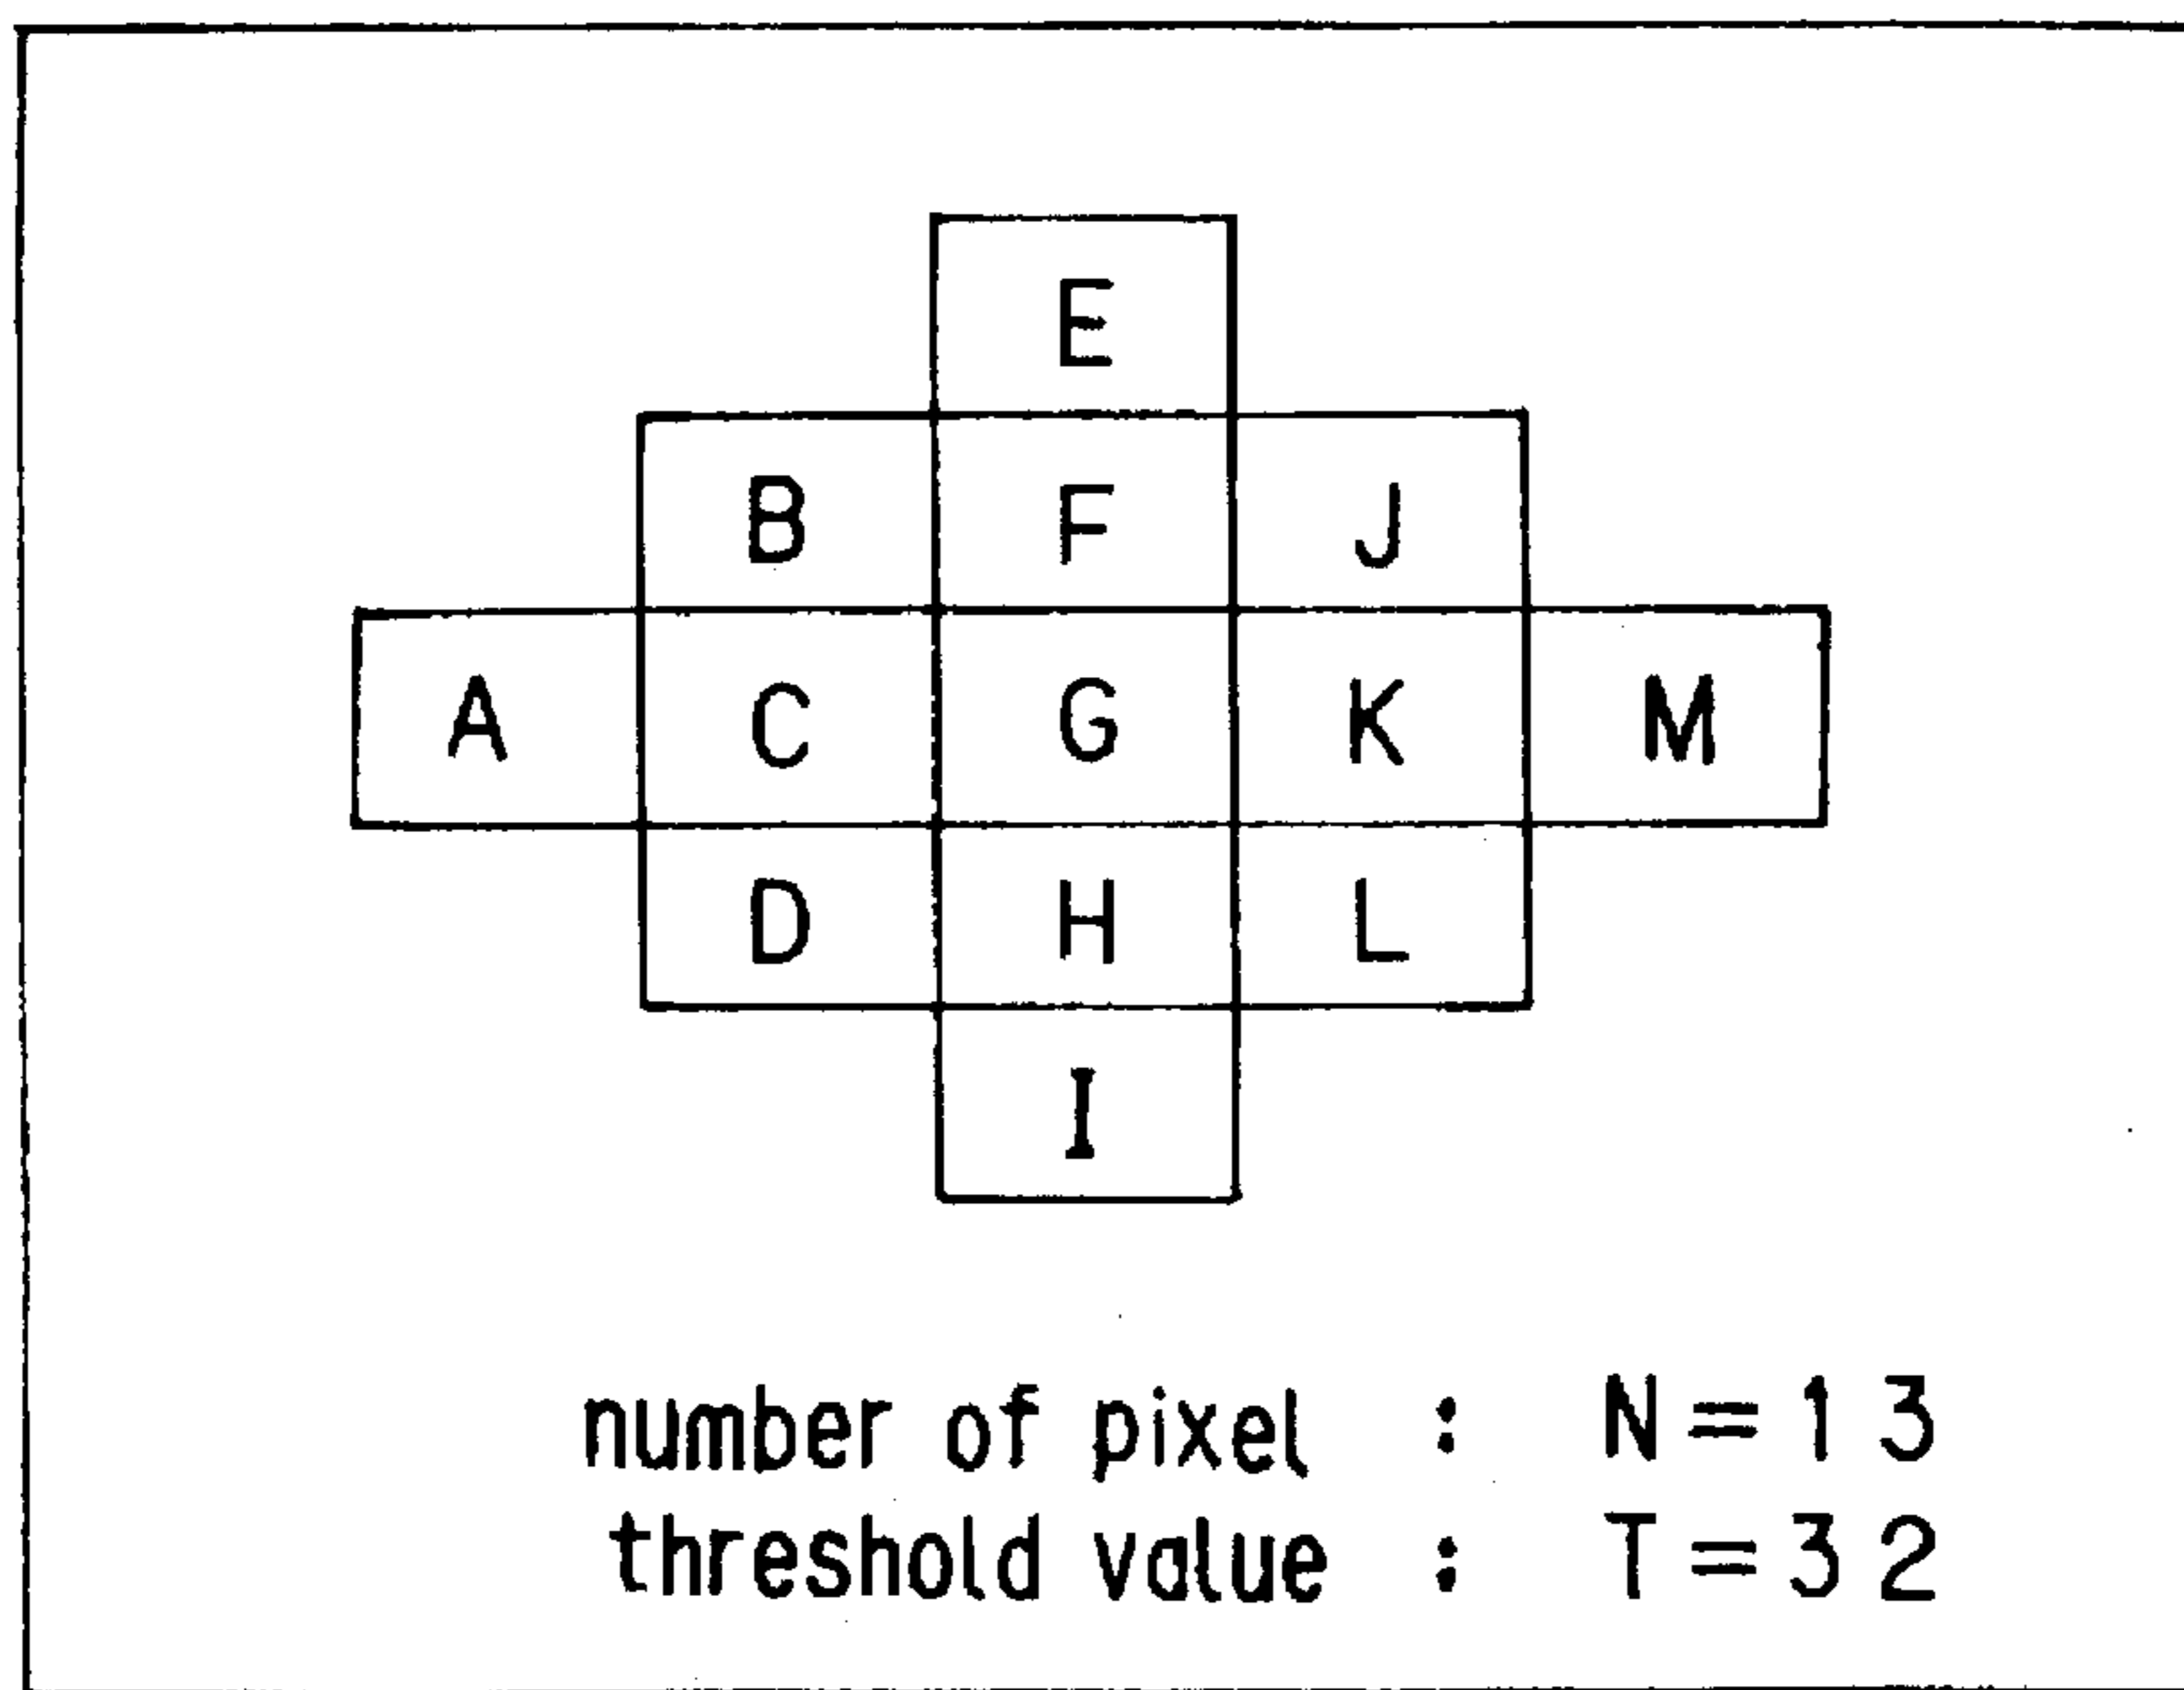 E
B F J
A C G K M
D H L
I
number of pixel : N=13
threshold value : T=32